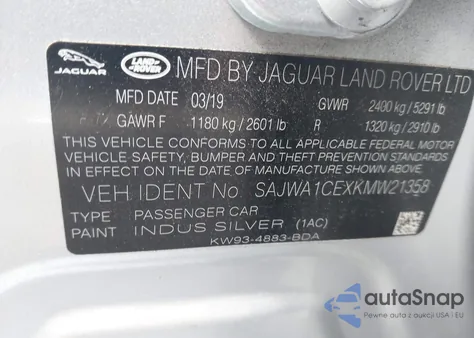 JAGUAR LAND ROVER MFD BY JAGUAR LAND ROVER LTD
MFD DATE 03/19 GVWR 2400 kg / 5291 lb
GAWR F 1180 kg / 2601 lb R 1320 kg / 2910 lb
THIS VEHICLE CONFORMS TO ALL APPLICABLE FEDERAL MOTOR
VEHICLE SAFETY, BUMPER AND THEFT PREVENTION STANDARDS
IN EFFECT ON THE DATE OF MANUFACTURE SHOWN ABOVE.
VEH IDENT No SAJWA1CEXKMW21358
TYPE PASSENGER CAR
PAINT INDUS SILVER (1AC)
KW93-4883-BDA
autoSnap
Pewne auta z aukcji USA i EU